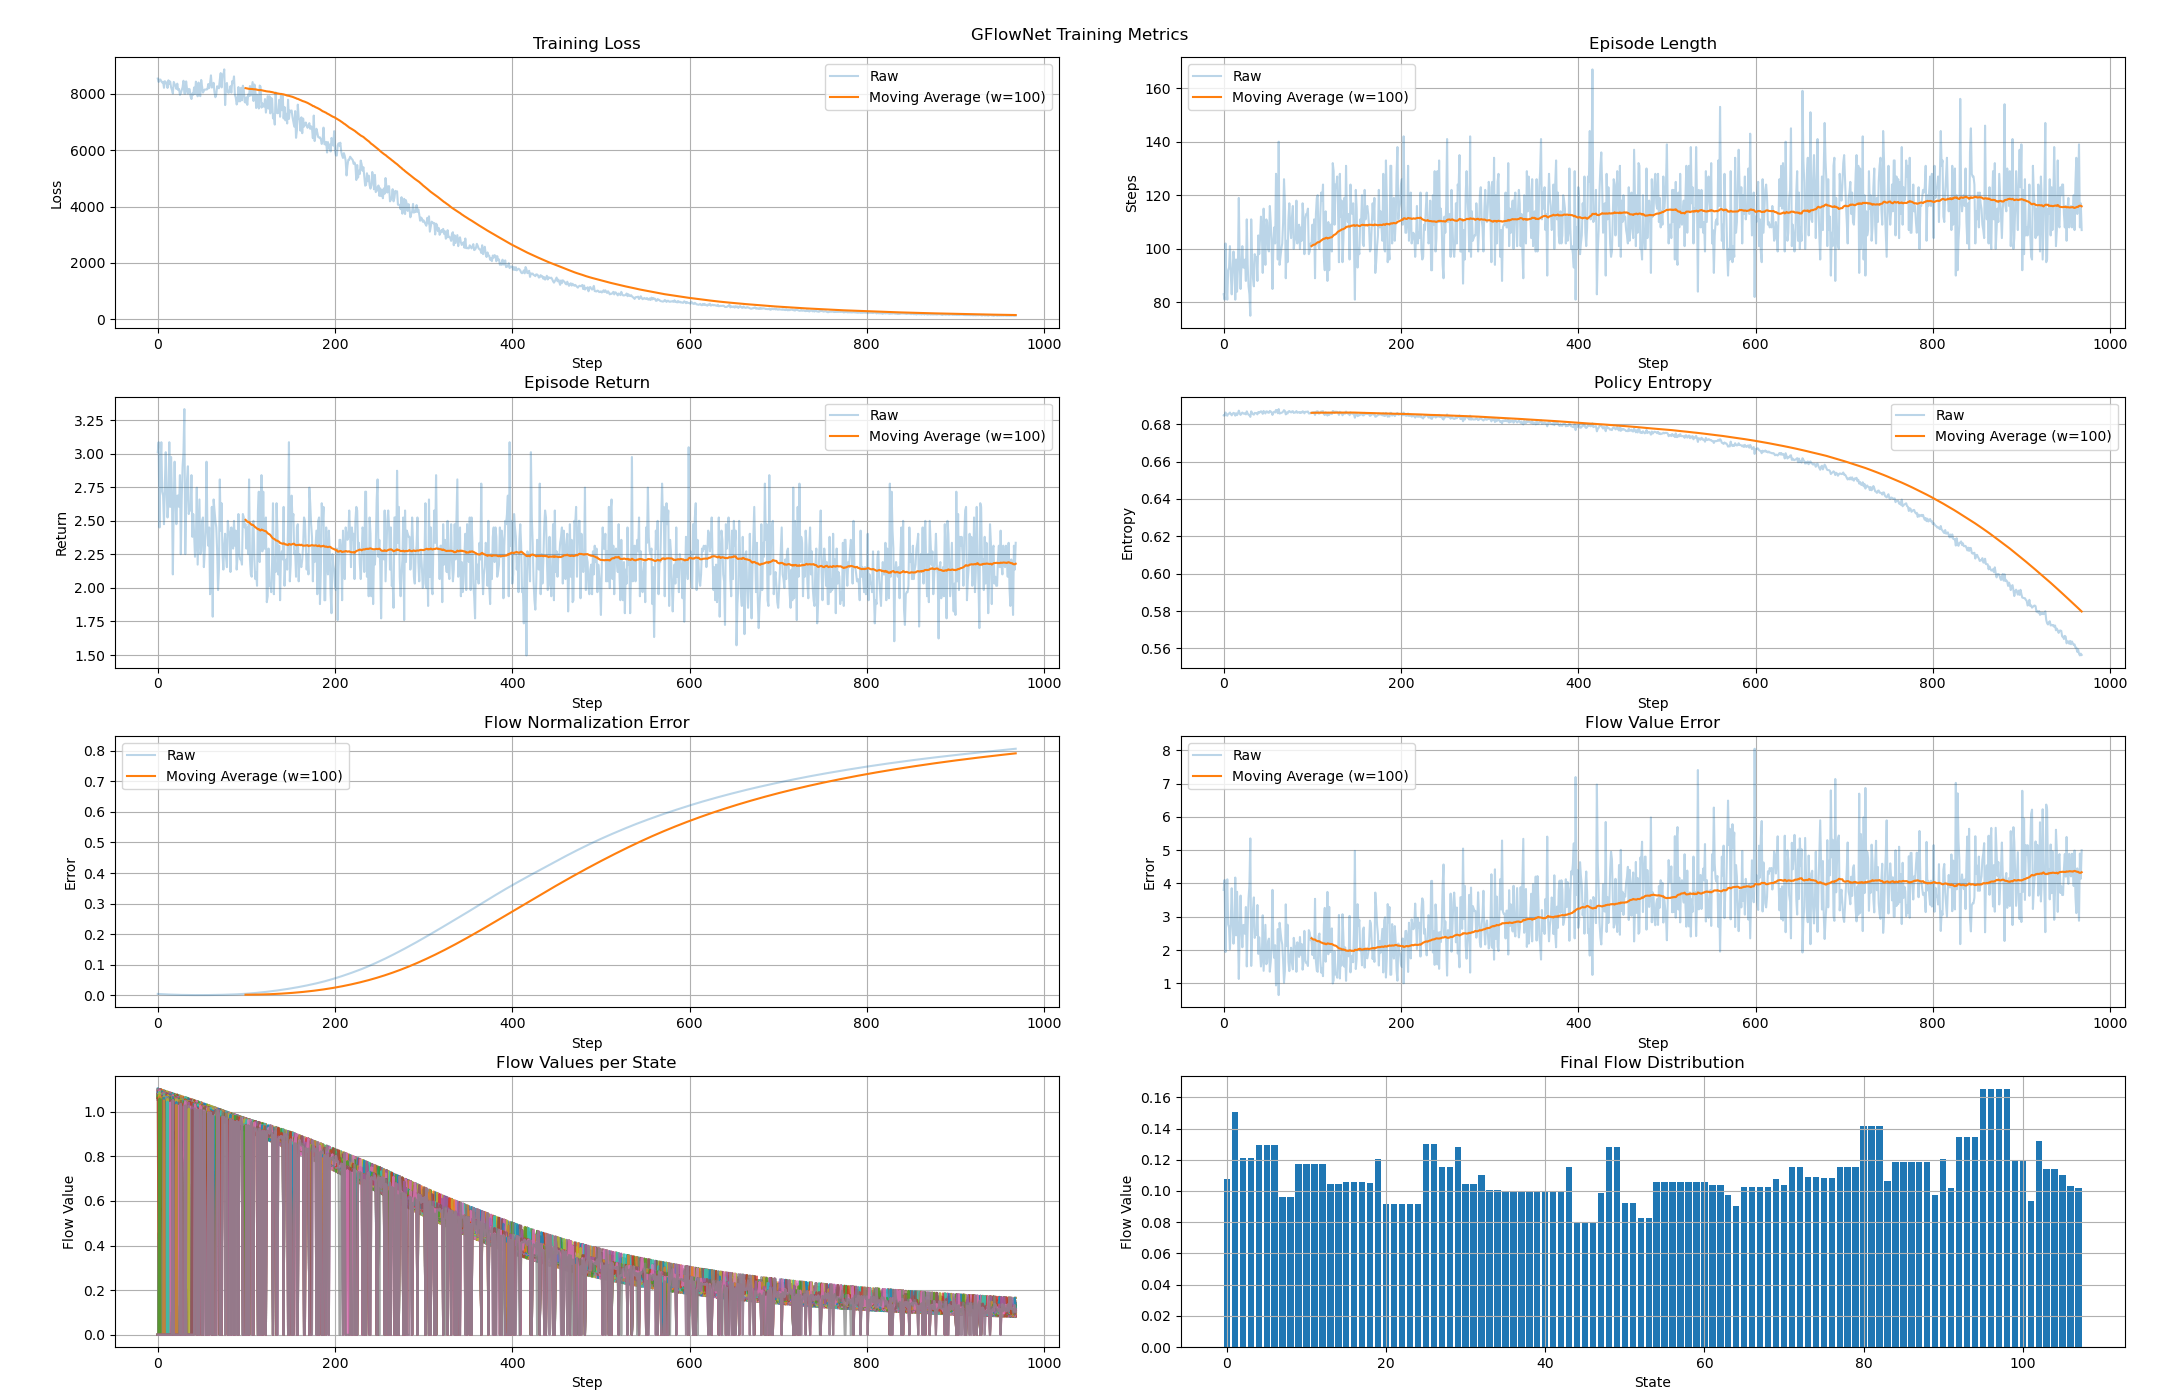 GFlowNet Training Metrics
Training Loss
Loss
8000
6000
4000
2000
0
Raw
Moving Average (w=100)
0 200 400 600 800 1000
Step
Episode Length
Steps
160
140
120
100
80
Raw
Moving Average (w=100)
0 200 400 600 800 1000
Step
Episode Return
Return
3.25
3.00
2.75
2.50
2.25
2.00
1.75
1.50
Raw
Moving Average (w=100)
0 200 400 600 800 1000
Step
Policy Entropy
Entropy
0.68
0.66
0.64
0.62
0.60
0.58
0.56
Raw
Moving Average (w=100)
0 200 400 600 800 1000
Step
Flow Normalization Error
Error
0.8
0.7
0.6
0.5
0.4
0.3
0.2
0.1
0.0
Raw
Moving Average (w=100)
0 200 400 600 800 1000
Step
Flow Value Error
Error
8
7
6
5
4
3
2
1
Raw
Moving Average (w=100)
0 200 400 600 800 1000
Step
Flow Values per State
Flow Value
1.0
0.8
0.6
0.4
0.2
0.0
0 200 400 600 800 1000
Step
Final Flow Distribution
Flow Value
0.16
0.14
0.12
0.10
0.08
0.06
0.04
0.02
0.00
0 20 40 60 80 100
State